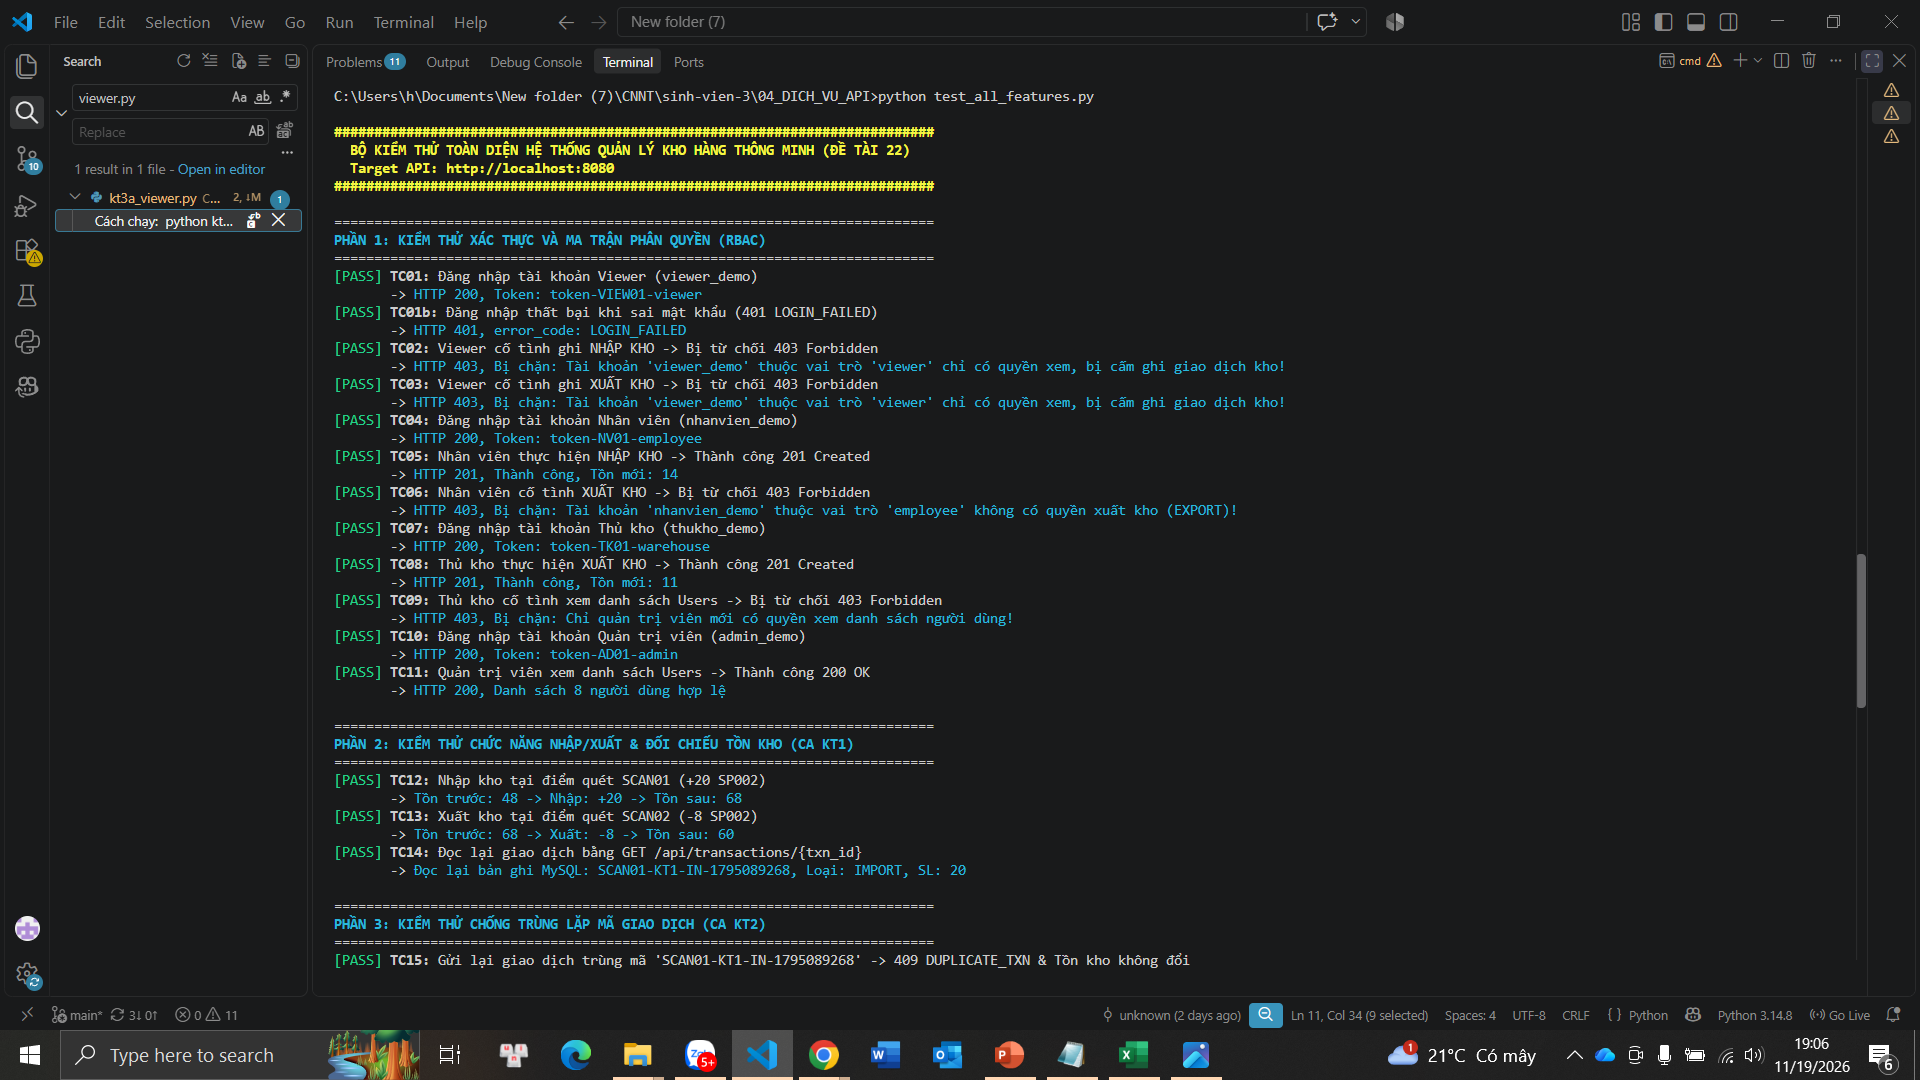 File Edit Selection View Go Run Terminal Help
New folder (7)
Search
viewer.py
Aa ab .*
Replace
AB
1 result in 1 file - Open in editor
kt3a_viewer.py C... 2, ↓M 1
Cách chạy: python kt...
10
Problems 11 Output Debug Console Terminal Ports
cmd
C:\Users\h\Documents\New folder (7)\CNNT\sinh-vien-3\04_DICH_VU_API>python test_all_features.py
###########################################################################
BỘ KIỂM THỬ TOÀN DIỆN HỆ THỐNG QUẢN LÝ KHO HÀNG THÔNG MINH (ĐỀ TÀI 22)
Target API: http://localhost:8080
###########################################################################
===========================================================================
PHẦN 1: KIỂM THỬ XÁC THỰC VÀ MA TRẬN PHÂN QUYỀN (RBAC)
===========================================================================
[PASS] TC01: Đăng nhập tài khoản Viewer (viewer_demo)
-> HTTP 200, Token: token-VIEW01-viewer
[PASS] TC01b: Đăng nhập thất bại khi sai mật khẩu (401 LOGIN_FAILED)
-> HTTP 401, error_code: LOGIN_FAILED
[PASS] TC02: Viewer cố tình ghi NHẬP KHO -> Bị từ chối 403 Forbidden
-> HTTP 403, Bị chặn: Tài khoản 'viewer_demo' thuộc vai trò 'viewer' chỉ có quyền xem, bị cấm ghi giao dịch kho!
[PASS] TC03: Viewer cố tình ghi XUẤT KHO -> Bị từ chối 403 Forbidden
-> HTTP 403, Bị chặn: Tài khoản 'viewer_demo' thuộc vai trò 'viewer' chỉ có quyền xem, bị cấm ghi giao dịch kho!
[PASS] TC04: Đăng nhập tài khoản Nhân viên (nhanvien_demo)
-> HTTP 200, Token: token-NV01-employee
[PASS] TC05: Nhân viên thực hiện NHẬP KHO -> Thành công 201 Created
-> HTTP 201, Thành công, Tồn mới: 14
[PASS] TC06: Nhân viên cố tình XUẤT KHO -> Bị từ chối 403 Forbidden
-> HTTP 403, Bị chặn: Tài khoản 'nhanvien_demo' thuộc vai trò 'employee' không có quyền xuất kho (EXPORT)!
[PASS] TC07: Đăng nhập tài khoản Thủ kho (thukho_demo)
-> HTTP 200, Token: token-TK01-warehouse
[PASS] TC08: Thủ kho thực hiện XUẤT KHO -> Thành công 201 Created
-> HTTP 201, Thành công, Tồn mới: 11
[PASS] TC09: Thủ kho cố tình xem danh sách Users -> Bị từ chối 403 Forbidden
-> HTTP 403, Bị chặn: Chỉ quản trị viên mới có quyền xem danh sách người dùng!
[PASS] TC10: Đăng nhập tài khoản Quản trị viên (admin_demo)
-> HTTP 200, Token: token-AD01-admin
[PASS] TC11: Quản trị viên xem danh sách Users -> Thành công 200 OK
-> HTTP 200, Danh sách 8 người dùng hợp lệ
===========================================================================
PHẦN 2: KIỂM THỬ CHỨC NĂNG NHẬP/XUẤT & ĐỐI CHIẾU TỒN KHO (CA KT1)
===========================================================================
[PASS] TC12: Nhập kho tại điểm quét SCAN01 (+20 SP002)
-> Tồn trước: 48 -> Nhập: +20 -> Tồn sau: 68
[PASS] TC13: Xuất kho tại điểm quét SCAN02 (-8 SP002)
-> Tồn trước: 68 -> Xuất: -8 -> Tồn sau: 60
[PASS] TC14: Đọc lại giao dịch bằng GET /api/transactions/{txn_id}
-> Đọc lại bản ghi MySQL: SCAN01-KT1-IN-1795089268, Loại: IMPORT, SL: 20
===========================================================================
PHẦN 3: KIỂM THỬ CHỐNG TRÙNG LẶP MÃ GIAO DỊCH (CA KT2)
===========================================================================
[PASS] TC15: Gửi lại giao dịch trùng mã 'SCAN01-KT1-IN-1795089268' -> 409 DUPLICATE_TXN & Tồn kho không đổi
main* 3↓ 0↑ 0 11
unknown (2 days ago) Ln 11, Col 34 (9 selected) Spaces: 4 UTF-8 CRLF { } Python Python 3.14.8 Go Live
Type here to search
5+
1 21°C Có mây
19:06
11/19/2026
6